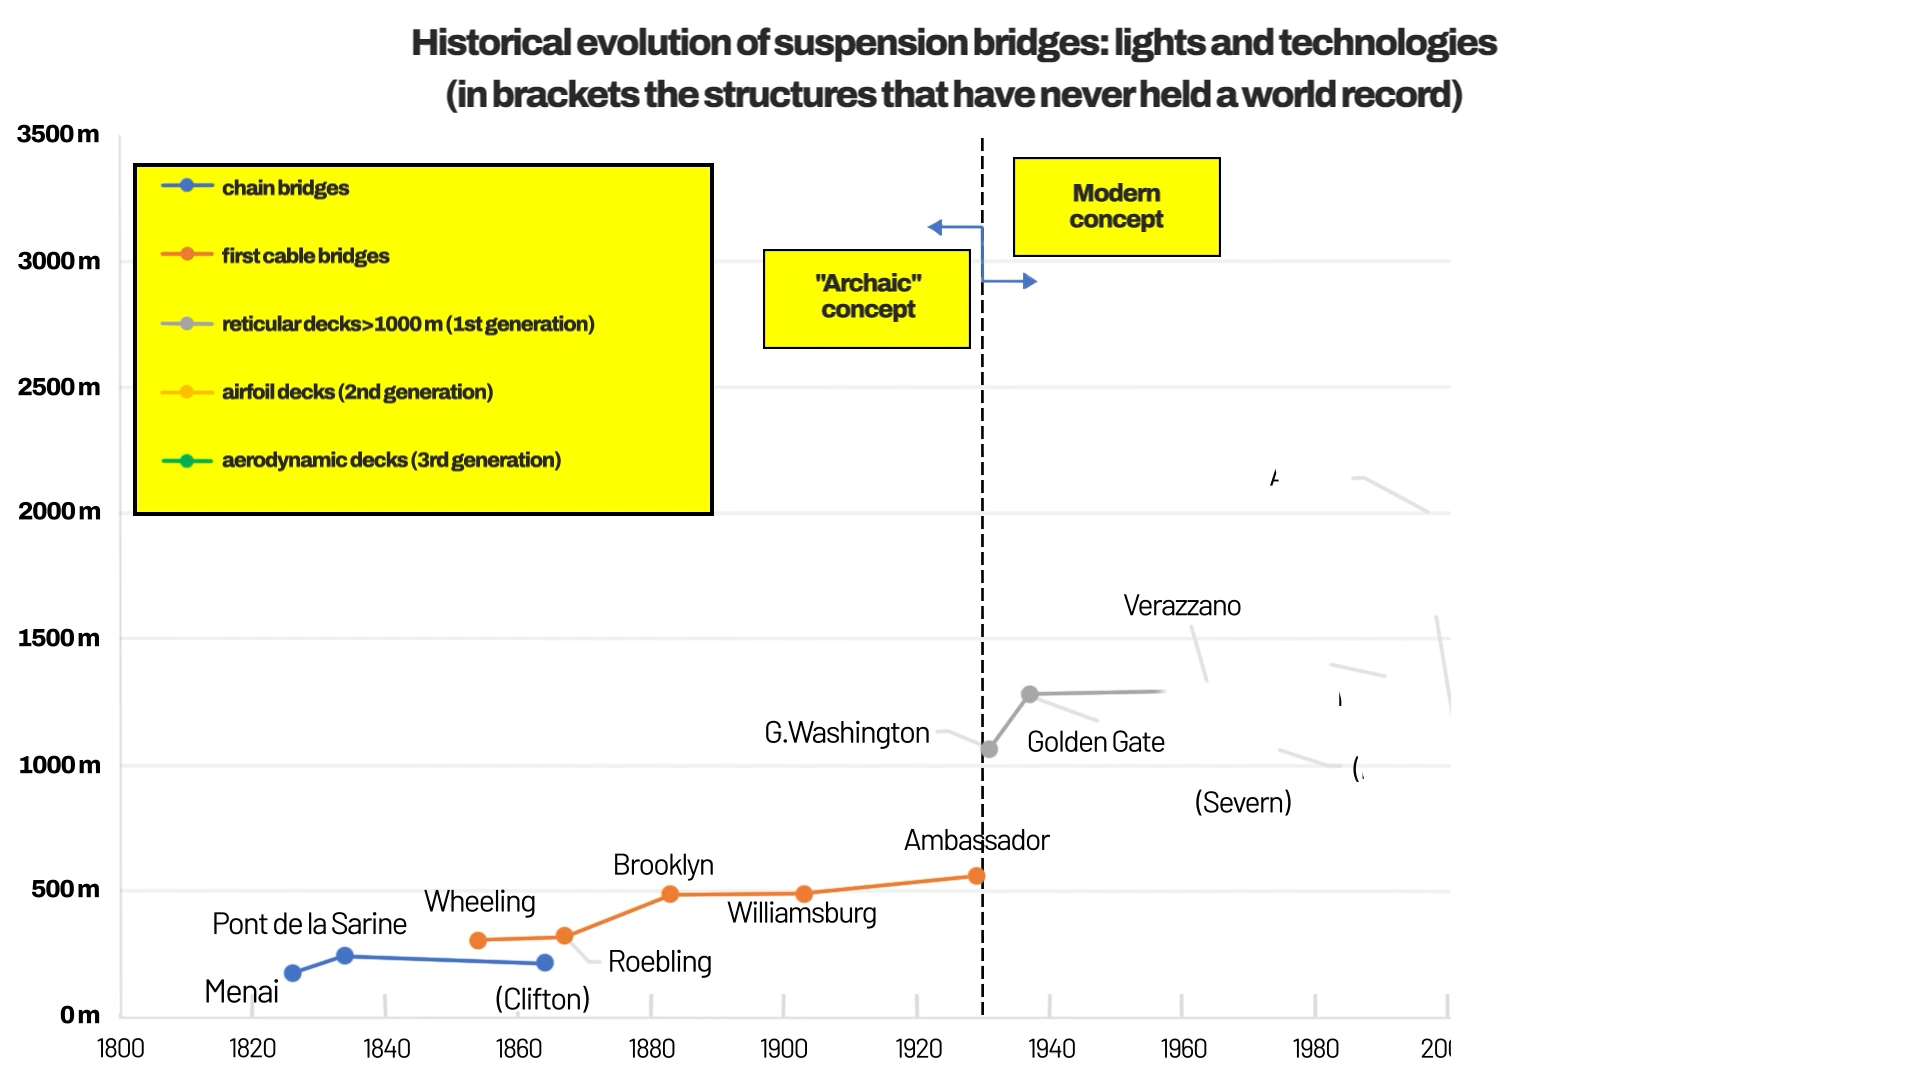 Historical evolution of suspension bridges: lights and technologies
(in brackets the structures that have never held a world record)
3500 m
3000 m
2500 m
2000 m
1500 m
1000 m
500 m
0 m
chain bridges
first cable bridges
reticular decks>1000 m (1st generation)
airfoil decks (2nd generation)
aerodynamic decks (3rd generation)
"Archaic"
concept
Modern
concept
Verazzano
G.Washington
Golden Gate
(Severn)
Ambassador
Brooklyn
Wheeling
Williamsburg
Pont de la Sarine
Roebling
Menai
(Clifton)
1800 1820 1840 1860 1880 1900 1920 1940 1960 1980